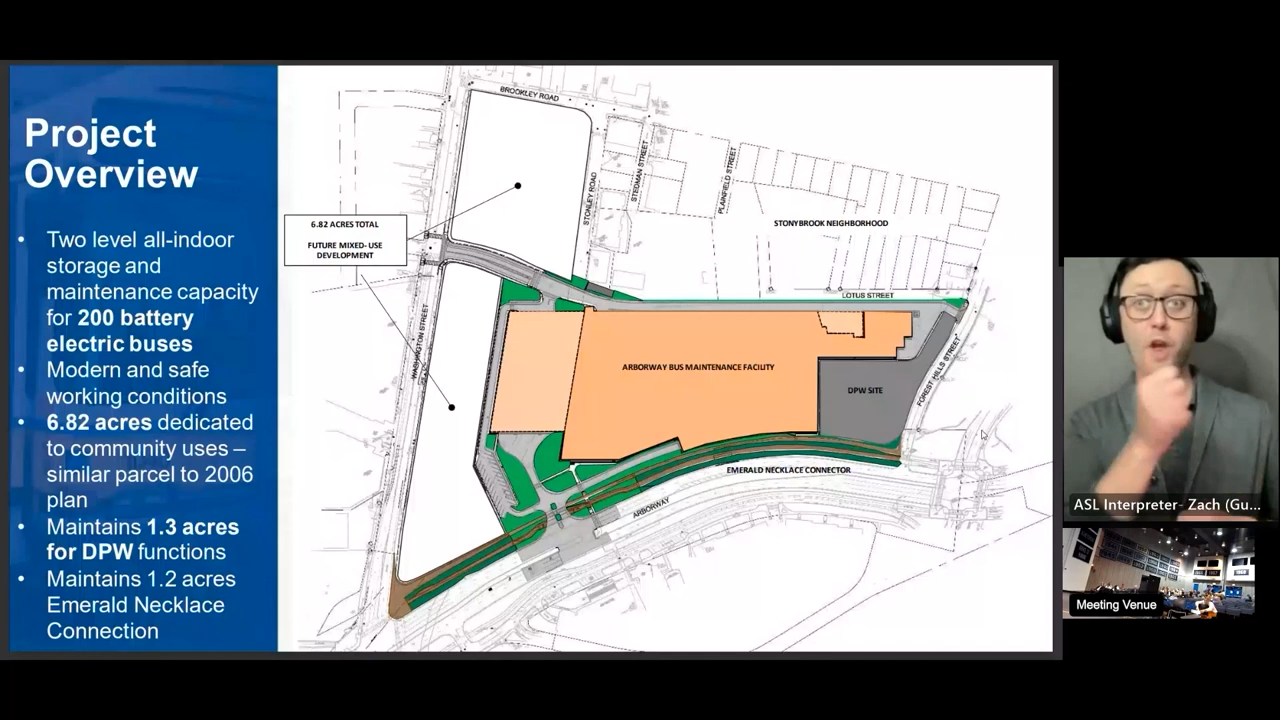 Project
Overview
• Two level all-indoor
storage and
maintenance capacity
for 200 battery
electric buses
• Modern and safe
working conditions
• 6.82 acres dedicated
to community uses –
similar parcel to 2006
plan
• Maintains 1.3 acres
for DPW functions
• Maintains 1.2 acres
Emerald Necklace
Connection
BROOKLEY ROAD
STONLEY ROAD
STEDMAN STREET
PLAINFIELD STREET
6.82 ACRES TOTAL
FUTURE MIXED- USE
DEVELOPMENT
STONYBROOK NEIGHBORHOOD
LOTUS STREET
WASHINGTON STREET
ARBORWAY BUS MAINTENANCE FACILITY
DPW SITE
FOREST HILLS STREET
EMERALD NECKLACE CONNECTOR
ARBORWAY
ASL Interpreter- Zach (Gu...
Meeting Venue